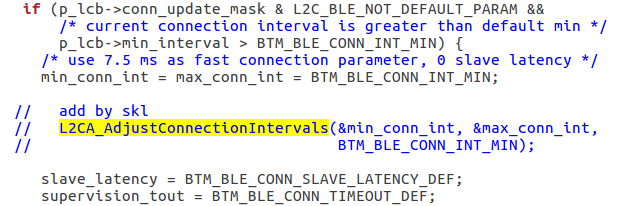 if (p_lcb->conn_update_mask & L2C_BLE_NOT_DEFAULT_PARAM &&
/* current connection interval is greater than default min */
p_lcb->min_interval > BTM_BLE_CONN_INT_MIN) {
/* use 7.5 ms as fast connection parameter, 0 slave latency */
min_conn_int = max_conn_int = BTM_BLE_CONN_INT_MIN;
// add by skl
// L2CA_AdjustConnectionIntervals(&min_conn_int, &max_conn_int,
// BTM_BLE_CONN_INT_MIN);
slave_latency = BTM_BLE_CONN_SLAVE_LATENCY_DEF;
supervision_tout = BTM_BLE_CONN_TIMEOUT_DEF;